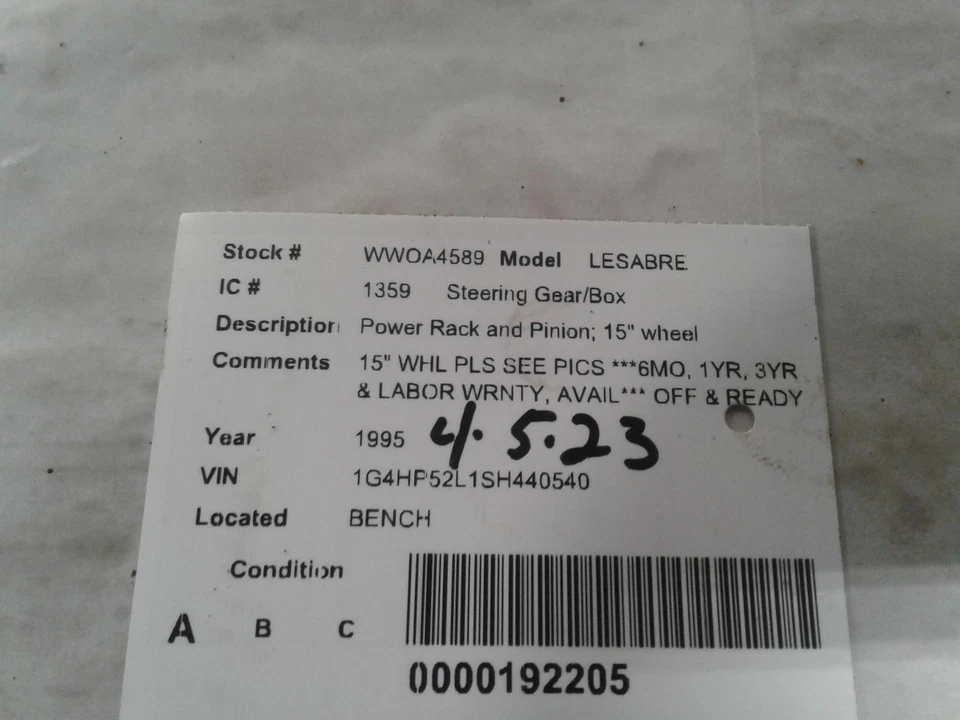 Stock # WWOA4589 Model LESABRE
IC # 1359 Steering Gear/Box
Description Power Rack and Pinion; 15" wheel
Comments 15" WHL PLS SEE PICS ***6MO, 1YR, 3YR
& LABOR WRNTY, AVAIL*** OFF & READY
Year 1995 4.5.23
VIN 1G4HP52L1SH440540
Located BENCH
Condition
A B C
0000192205